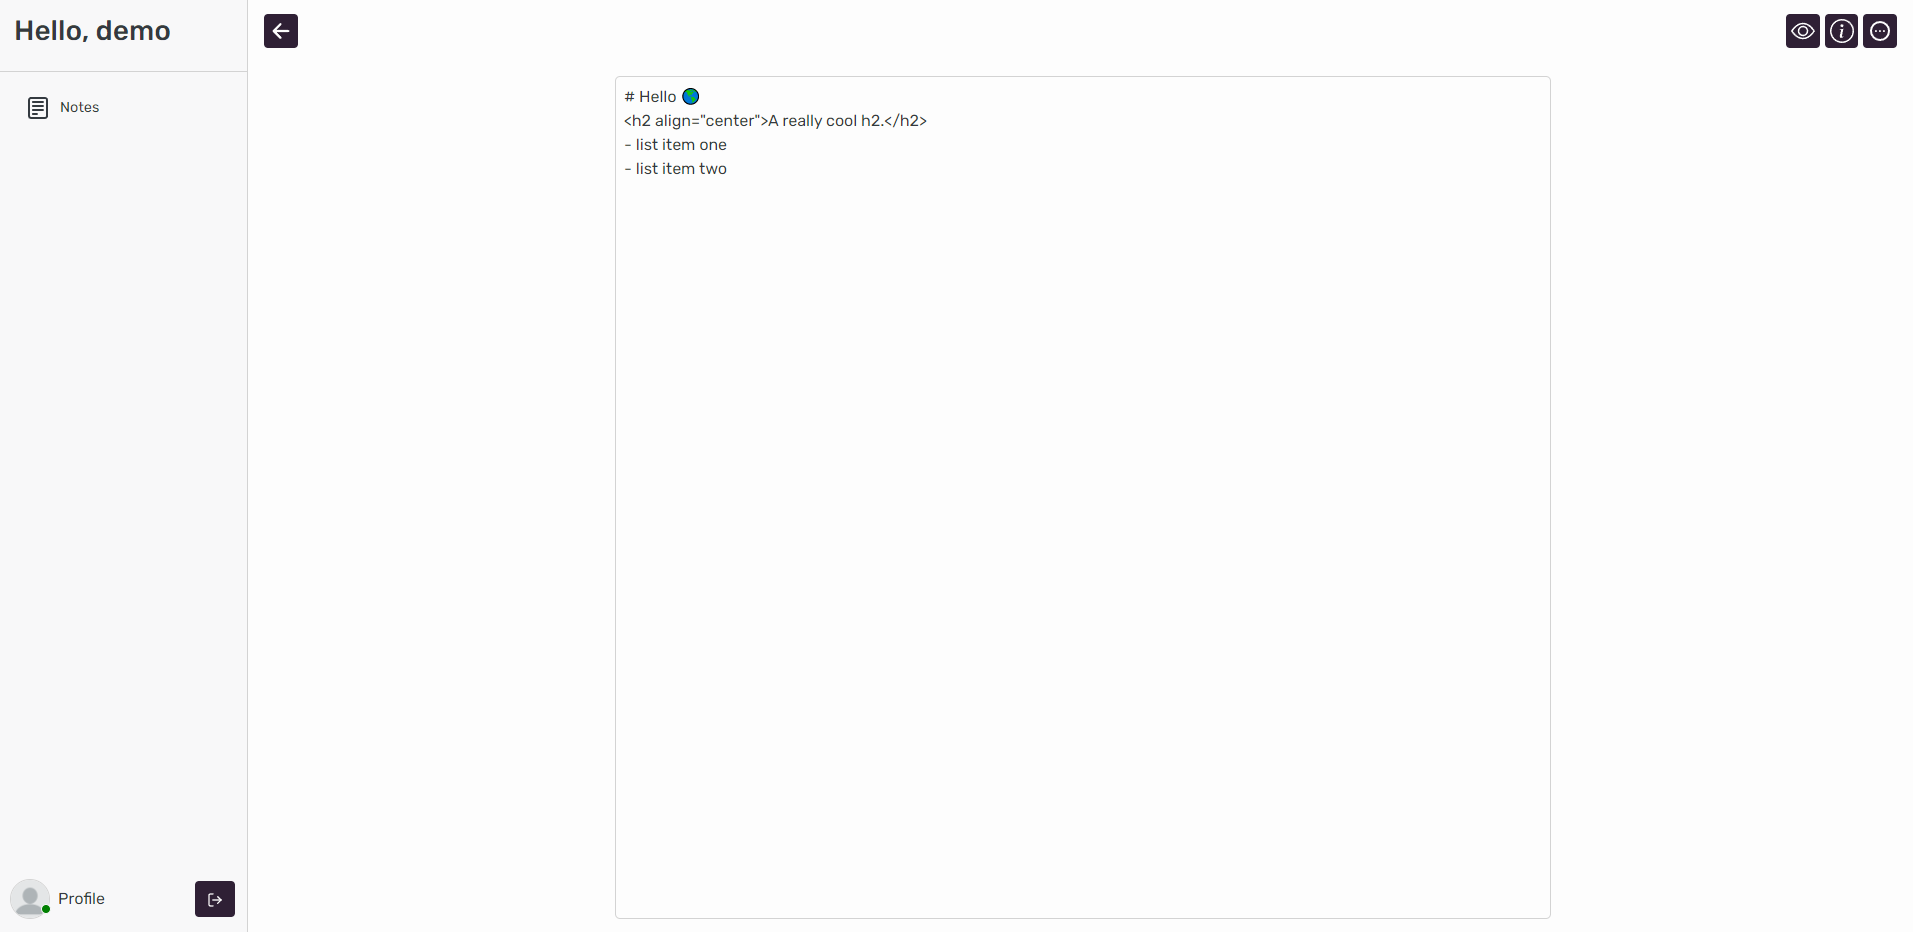 Hello, demo
Notes
# Hello 🌎
<h2 align="center">A really cool h2.</h2>
- list item one
- list item two
Profile